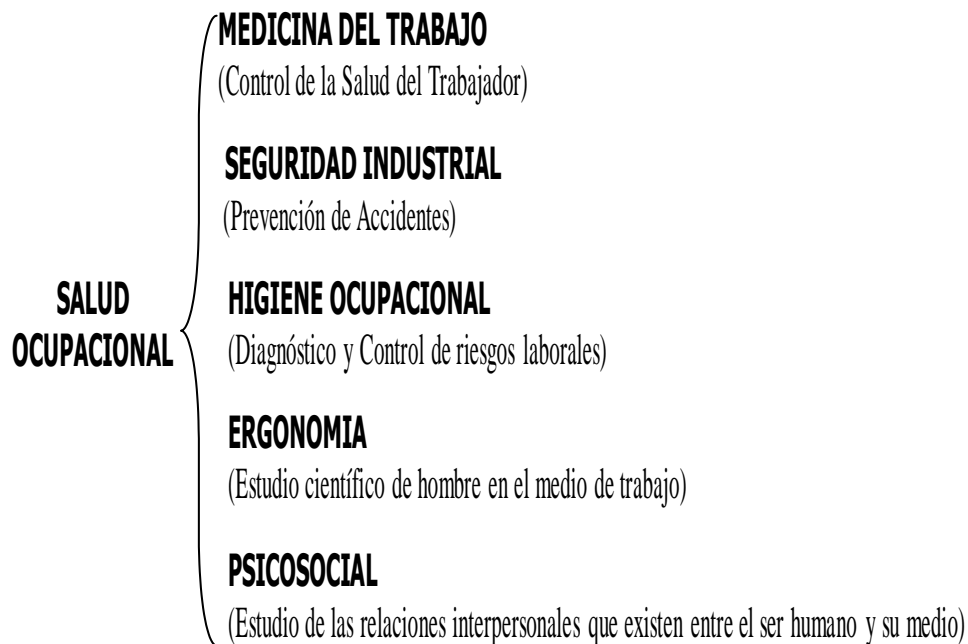 MEDICINA DEL TRABAJO
(Control de la Salud del Trabajador)
SEGURIDAD INDUSTRIAL
(Prevención de Accidentes)
SALUD
OCUPACIONAL
HIGIENE OCUPACIONAL
(Diagnóstico y Control de riesgos laborales)
ERGONOMIA
(Estudio científico de hombre en el medio de trabajo)
PSICOSOCIAL
(Estudio de las relaciones interpersonales que existen entre el ser humano y su medio)